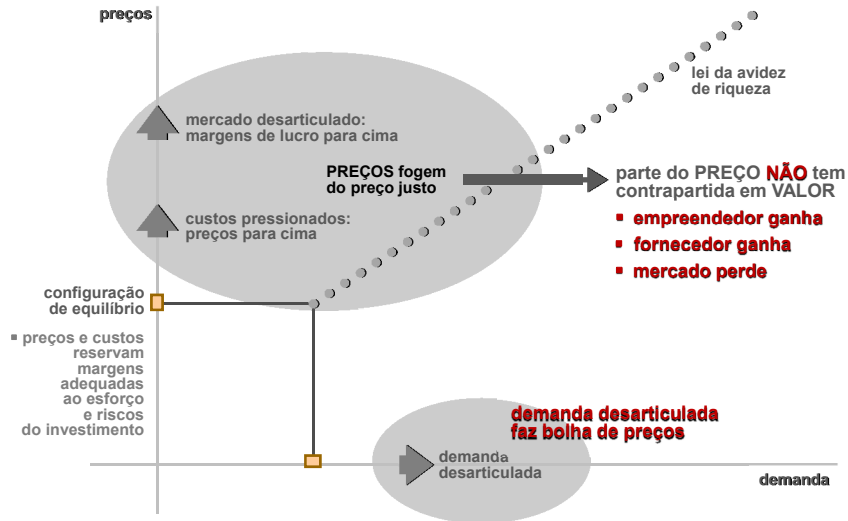 preços
lei da avidez
de riqueza
mercado desarticulado:
margens de lucro para cima
PREÇOS fogem
do preço justo
parte do PREÇO NÃO tem
contrapartida em VALOR
▪ empreendedor ganha
▪ fornecedor ganha
▪ mercado perde
custos pressionados:
preços para cima
configuração
de equilíbrio
▪ preços e custos
reservam
margens
adequadas
ao esforço
e riscos
do investimento
demanda desarticulada
faz bolha de preços
demanda
desarticulada
demanda